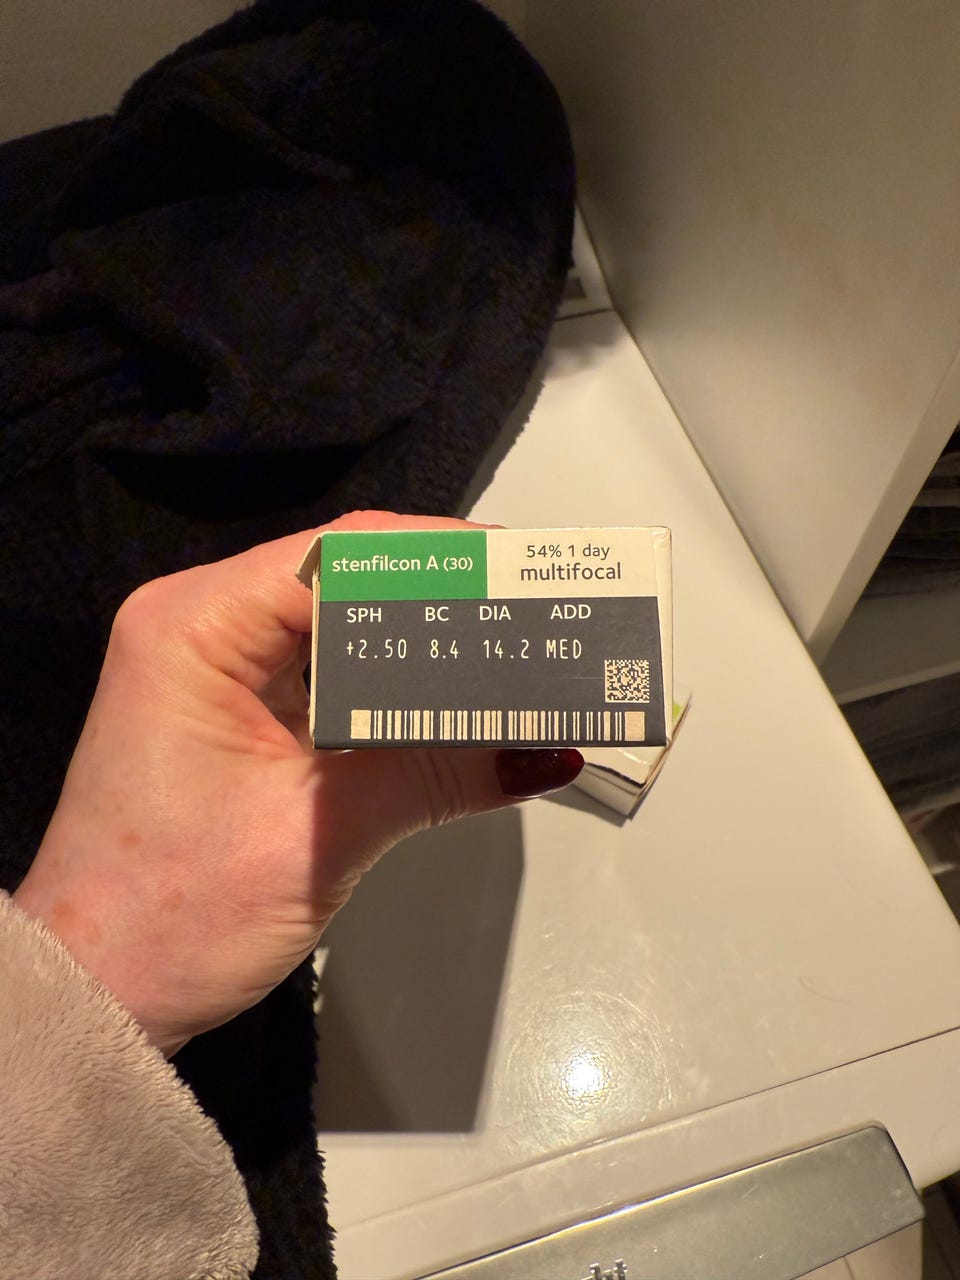 stenfilcon A (30)
54% 1 day
multifocal
SPH BC DIA ADD
+2.50 8.4 14.2 MED